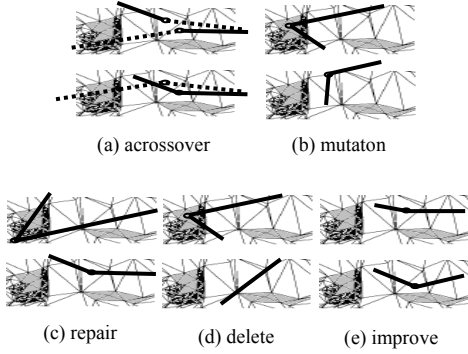 (a) acrossover
(b) mutaton
(c) repair
(d) delete
(e) improve